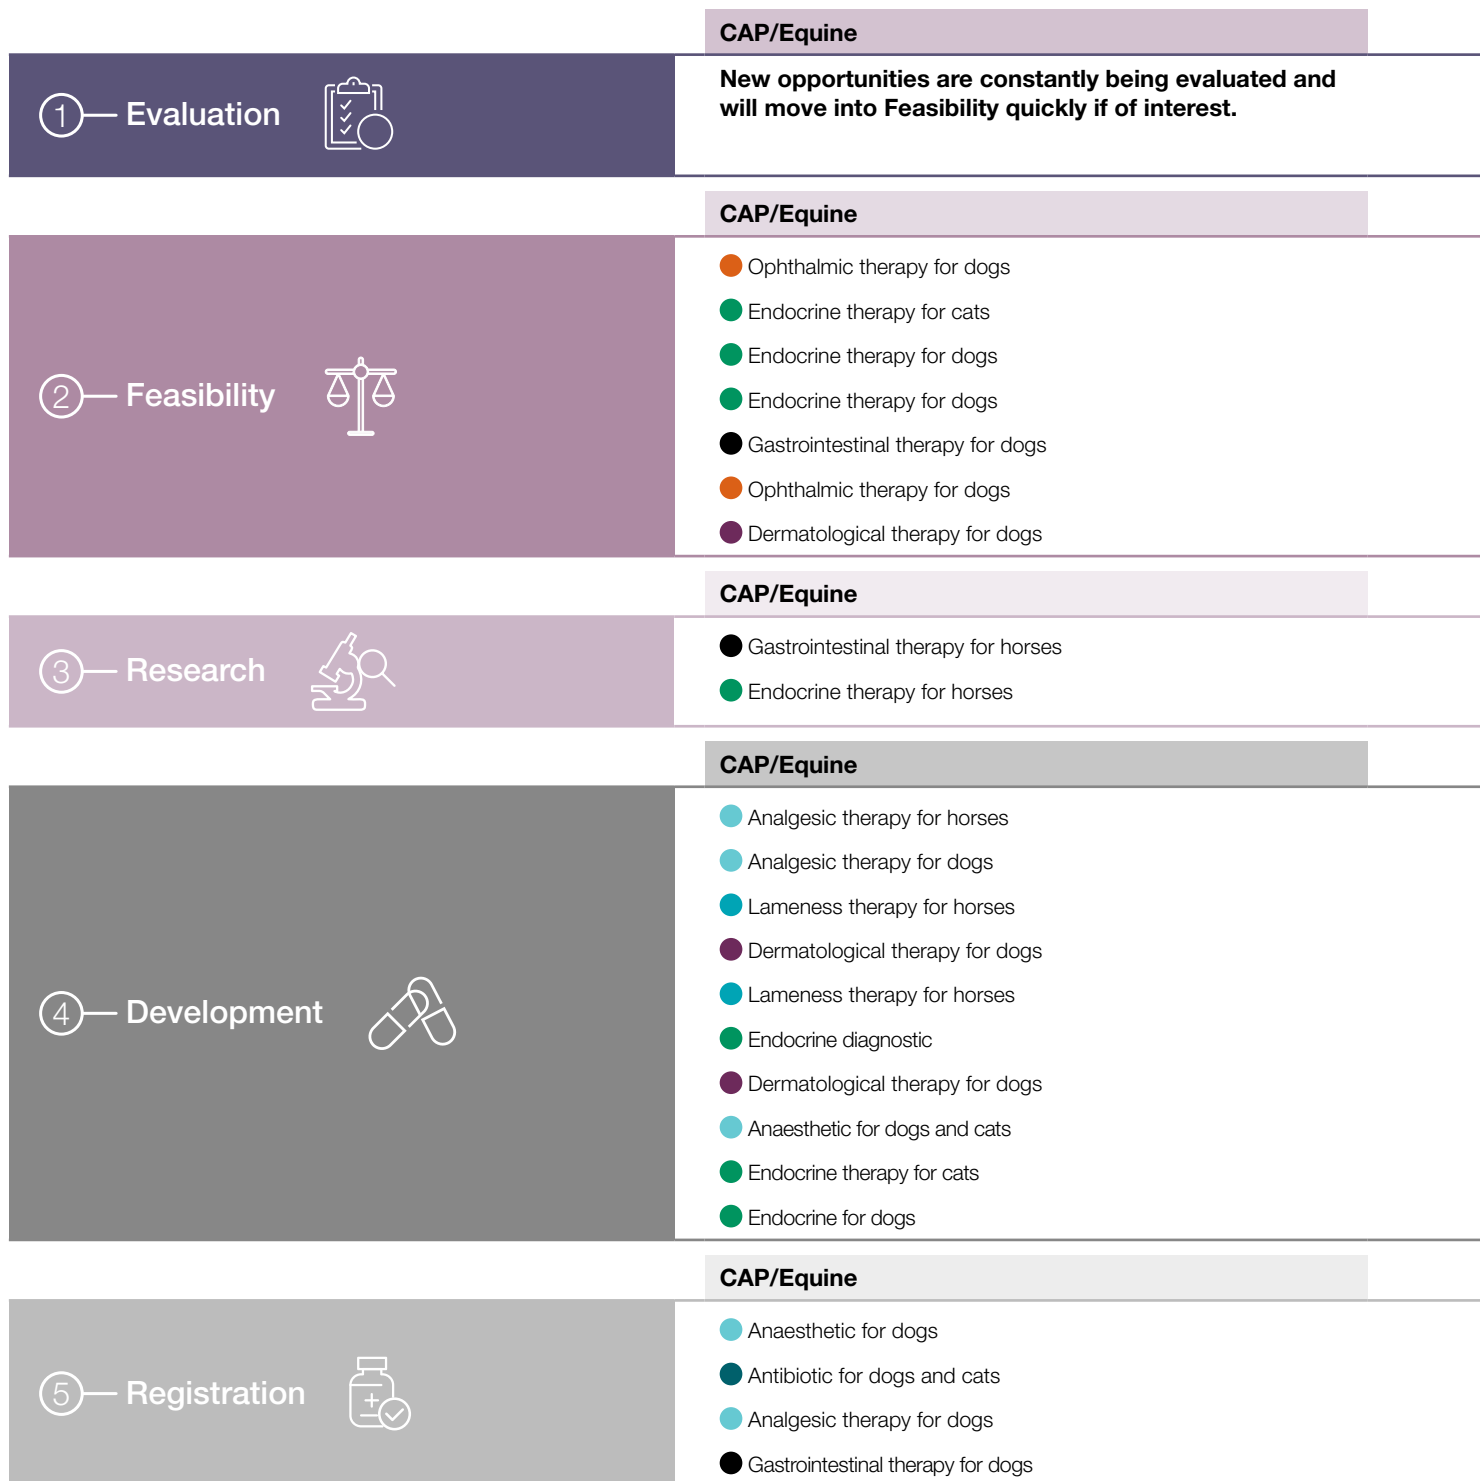 CAP/Equine
1 Evaluation
New opportunities are constantly being evaluated and
will move into Feasibility quickly if of interest.
CAP/Equine
2 Feasibility
Ophthalmic therapy for dogs
Endocrine therapy for cats
Endocrine therapy for dogs
Endocrine therapy for dogs
Gastrointestinal therapy for dogs
Ophthalmic therapy for dogs
Dermatological therapy for dogs
CAP/Equine
3 Research
Gastrointestinal therapy for horses
Endocrine therapy for horses
CAP/Equine
4 Development
Analgesic therapy for horses
Analgesic therapy for dogs
Lameness therapy for horses
Dermatological therapy for dogs
Lameness therapy for horses
Endocrine diagnostic
Dermatological therapy for dogs
Anaesthetic for dogs and cats
Endocrine therapy for cats
Endocrine for dogs
CAP/Equine
5 Registration
Anaesthetic for dogs
Antibiotic for dogs and cats
Analgesic therapy for dogs
Gastrointestinal therapy for dogs